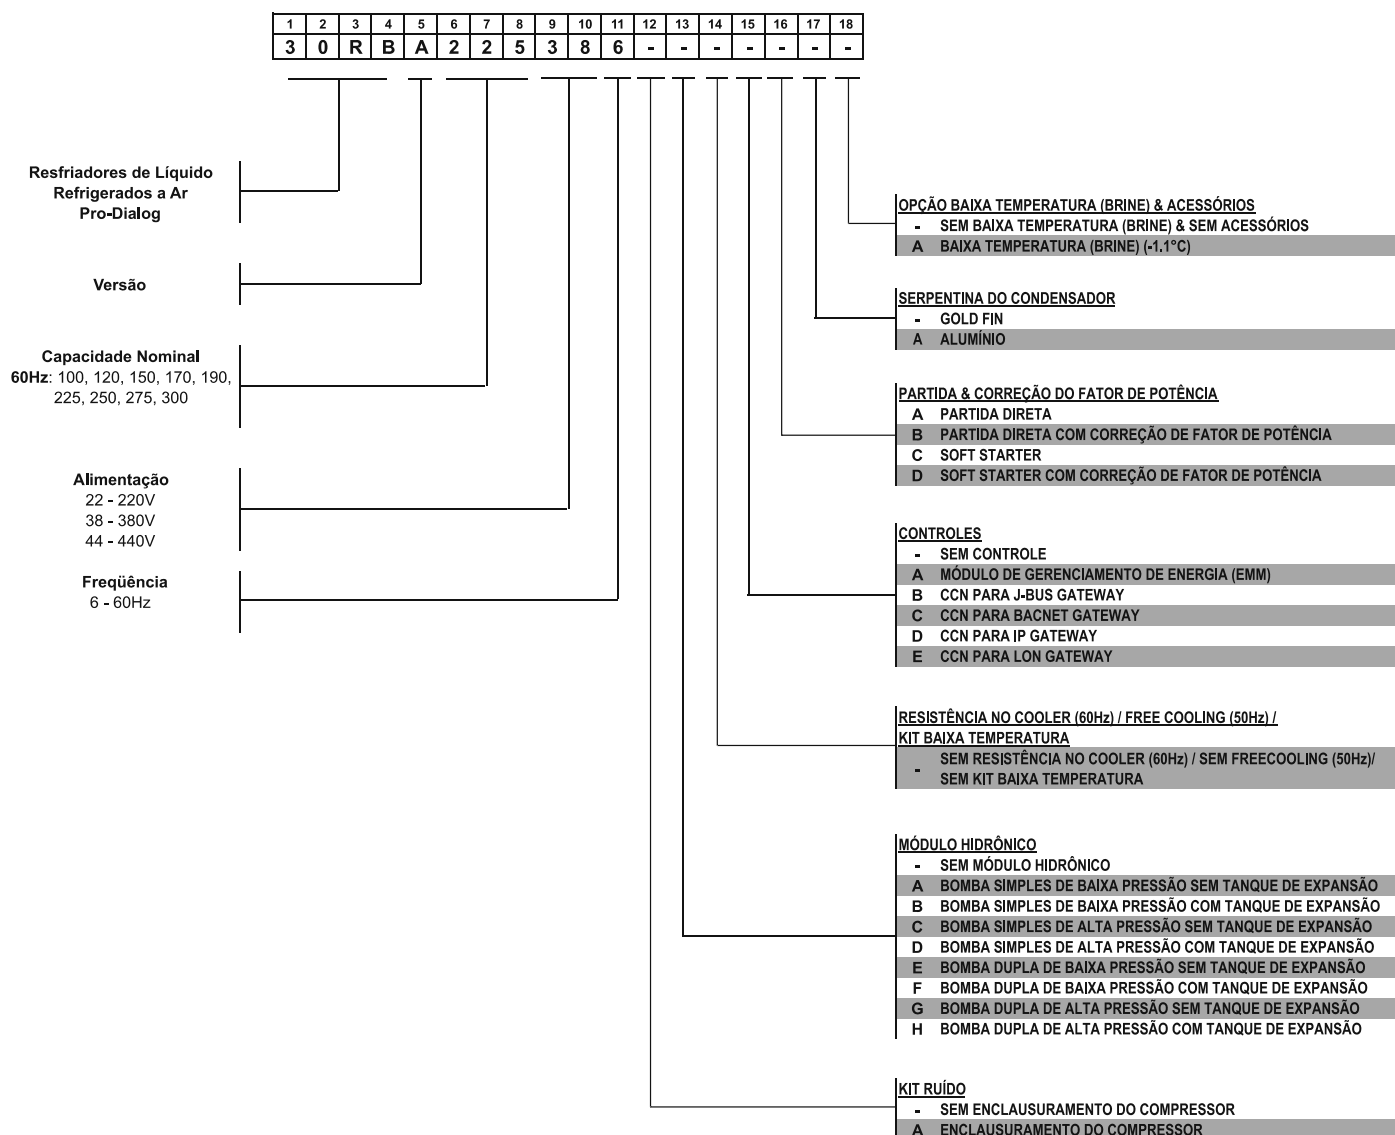 1 2 3 4 5 6 7 8 9 10 11 12 13 14 15 16 17 18
3 0 R B A 2 2 5 3 8 6 - - - - - - -
Resfriadores de Líquido
Refrigerados a Ar
Pro-Dialog
Versão
Capacidade Nominal
60Hz: 100, 120, 150, 170, 190,
225, 250, 275, 300
Alimentação
22 - 220V
38 - 380V
44 - 440V
Freqüência
6 - 60Hz
OPÇÃO BAIXA TEMPERATURA (BRINE) & ACESSÓRIOS
- SEM BAIXA TEMPERATURA (BRINE) & SEM ACESSÓRIOS
A BAIXA TEMPERATURA (BRINE) (-1.1°C)
SERPENTINA DO CONDENSADOR
- GOLD FIN
A ALUMÍNIO
PARTIDA & CORREÇÃO DO FATOR DE POTÊNCIA
A PARTIDA DIRETA
B PARTIDA DIRETA COM CORREÇÃO DE FATOR DE POTÊNCIA
C SOFT STARTER
D SOFT STARTER COM CORREÇÃO DE FATOR DE POTÊNCIA
CONTROLES
- SEM CONTROLE
A MÓDULO DE GERENCIAMENTO DE ENERGIA (EMM)
B CCN PARA J-BUS GATEWAY
C CCN PARA BACNET GATEWAY
D CCN PARA IP GATEWAY
E CCN PARA LON GATEWAY
RESISTÊNCIA NO COOLER (60Hz) / FREE COOLING (50Hz) /
KIT BAIXA TEMPERATURA
- SEM RESISTÊNCIA NO COOLER (60Hz) / SEM FREECOOLING (50Hz)/
SEM KIT BAIXA TEMPERATURA
MÓDULO HIDRÔNICO
- SEM MÓDULO HIDRÔNICO
A BOMBA SIMPLES DE BAIXA PRESSÃO SEM TANQUE DE EXPANSÃO
B BOMBA SIMPLES DE BAIXA PRESSÃO COM TANQUE DE EXPANSÃO
C BOMBA SIMPLES DE ALTA PRESSÃO SEM TANQUE DE EXPANSÃO
D BOMBA SIMPLES DE ALTA PRESSÃO COM TANQUE DE EXPANSÃO
E BOMBA DUPLA DE BAIXA PRESSÃO SEM TANQUE DE EXPANSÃO
F BOMBA DUPLA DE BAIXA PRESSÃO COM TANQUE DE EXPANSÃO
G BOMBA DUPLA DE ALTA PRESSÃO SEM TANQUE DE EXPANSÃO
H BOMBA DUPLA DE ALTA PRESSÃO COM TANQUE DE EXPANSÃO
KIT RUÍDO
- SEM ENCLAUSURAMENTO DO COMPRESSOR
A ENCLAUSURAMENTO DO COMPRESSOR